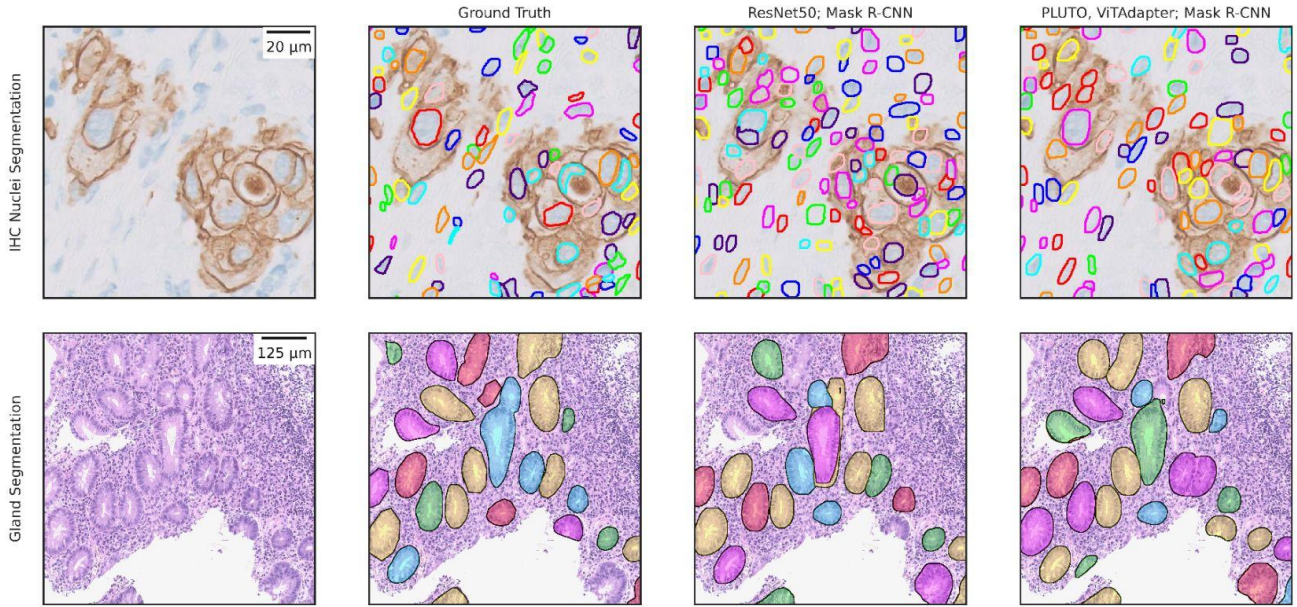 Ground Truth
ResNet50; Mask R-CNN
PLUTO, ViTAdapter; Mask R-CNN
IHC Nuclei Segmentation
20 μm
Gland Segmentation
125 μm